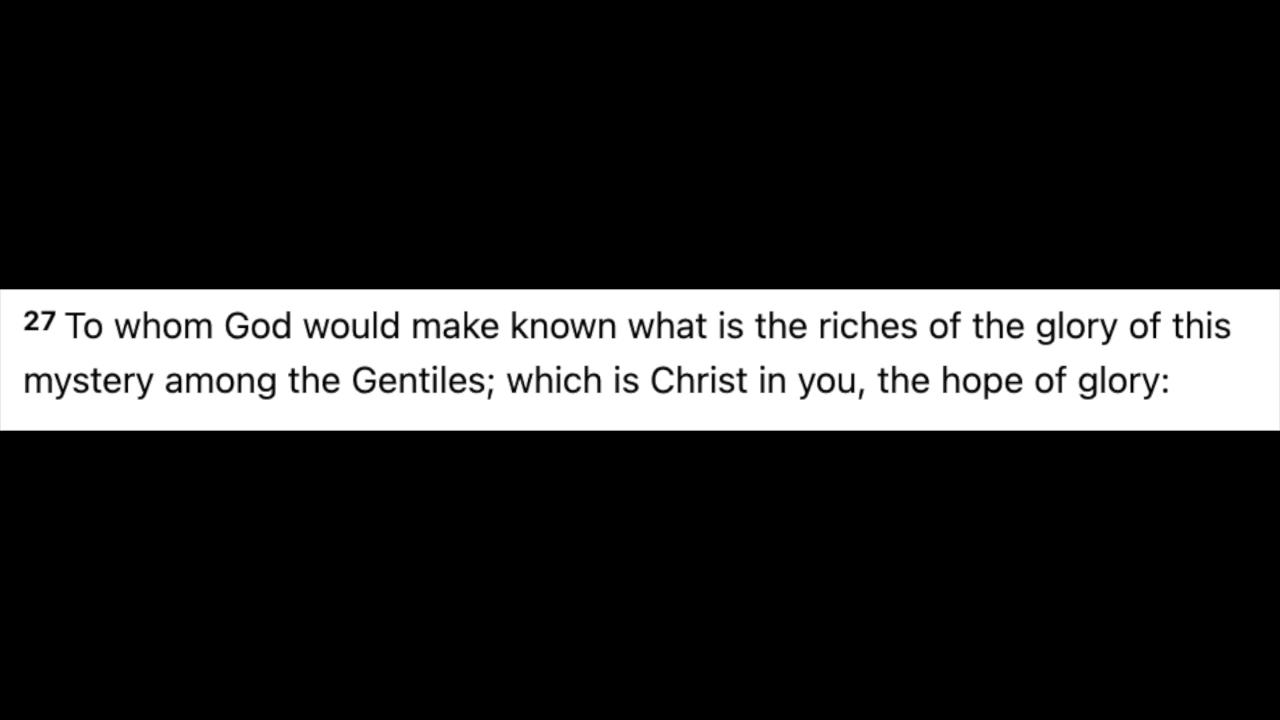 27 To whom God would make known what is the riches of the glory of this
mystery among the Gentiles; which is Christ in you, the hope of glory: